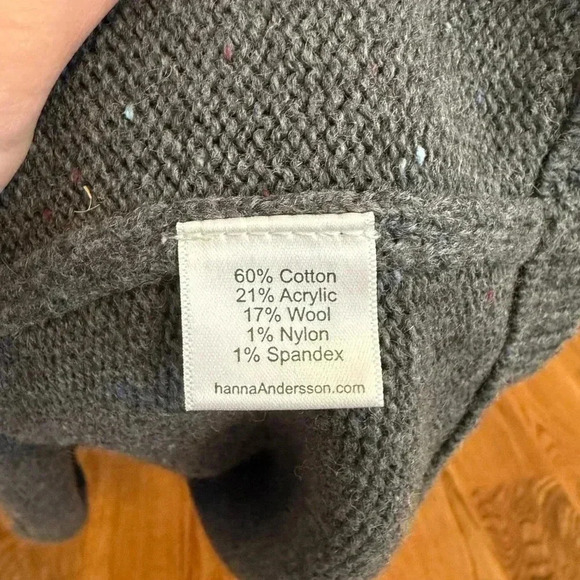 60% Cotton
21% Acrylic
17% Wool
1% Nylon
1% Spandex
hannaAndersson.com